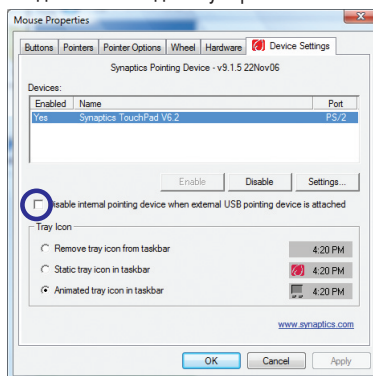 Mouse Properties
Buttons Pointers Pointer Options Wheel Hardware Device Settings
Synaptics Pointing Device - v9.1.5 22Nov06
Devices:
Enabled Name Port
Yes Synaptics TouchPad V6.2 PS/2
Enable Disable Settings...
Disable internal pointing device when external USB pointing device is attached
Tray Icon
Remove tray icon from taskbar 4:20 PM
Static tray icon in taskbar 4:20 PM
Animated tray icon in taskbar 4:20 PM
www.synaptics.com
OK Cancel Apply